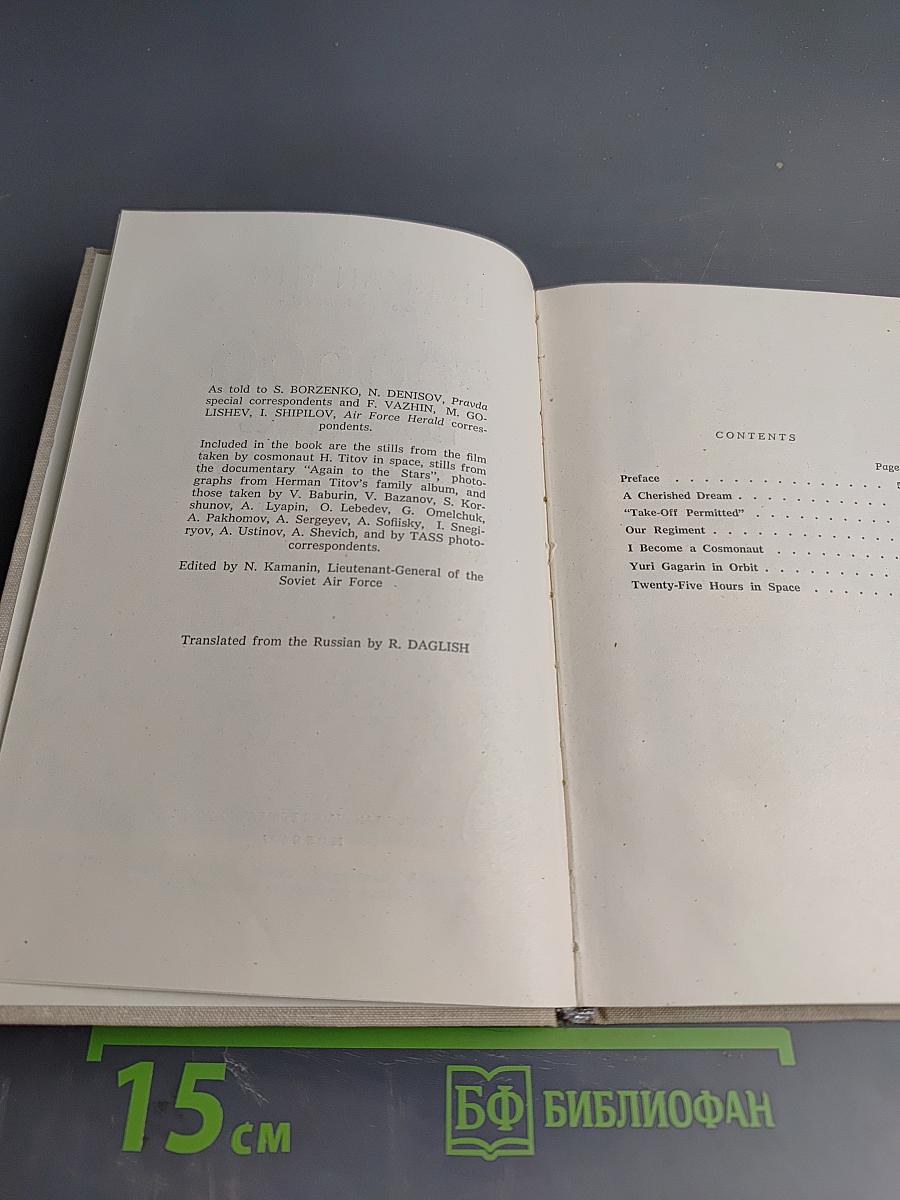 As told to S. BORZENKO, N. DENISOV, Pravda
special correspondents and F. VAZHIN, M. GO-
LISHEV, I. SHIPILOV, Air Force Herald corres-
pondents.
Included in the book are the stills from the film
taken by cosmonaut H. Titov in space, stills from
the documentary “Again to the Stars”, photo-
graphs from Herman Titov’s family album, and
those taken by V. Baburin, V. Bazanov, S. Kor-
shunov, A. Lyapin, O. Lebedev, G. Omelchuk,
A. Pakhomov, A. Sergeyev, A. Sofiisky, I. Snegi-
ryov, A. Ustinov, A. Shevich, and by TASS photo-
correspondents.
Edited by N. Kamanin, Lieutenant-General of the
Soviet Air Force
Translated from the Russian by R. DAGLISH
CONTENTS
Page
Preface . . . . . . . . . . . . . .
A Cherished Dream . . . . . . . . . .
“Take-Off Permitted” . . . . . . . . .
Our Regiment . . . . . . . . . . . .
I Become a Cosmonaut . . . . . . . .
Yuri Gagarin in Orbit . . . . . . . . .
Twenty-Five Hours in Space . . . . . .
15 см
БФ БИБЛИОФАН